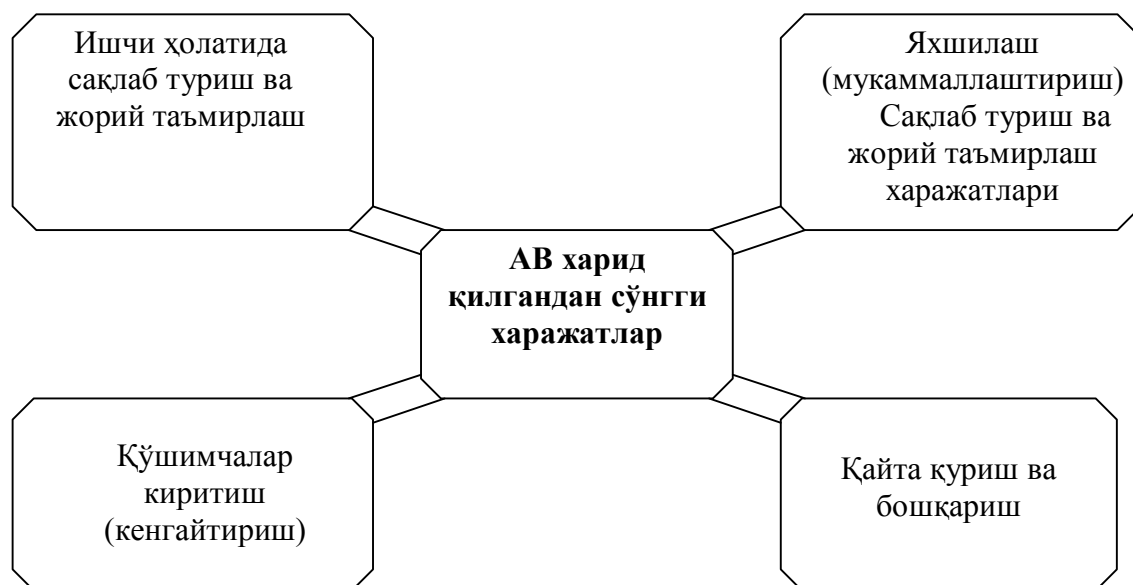 Ишчи ҳолатида
сақлаб туриш ва
жорий таъмирлаш
Яхшилаш
(мукаммаллаштириш)
Сақлаб туриш ва
жорий таъмирлаш
харажатлари
АВ харид
қилгандан сўнгги
харажатлар
Қўшимчалар
киритиш
(кенгайтириш)
Қайта қуриш ва
бошқариш